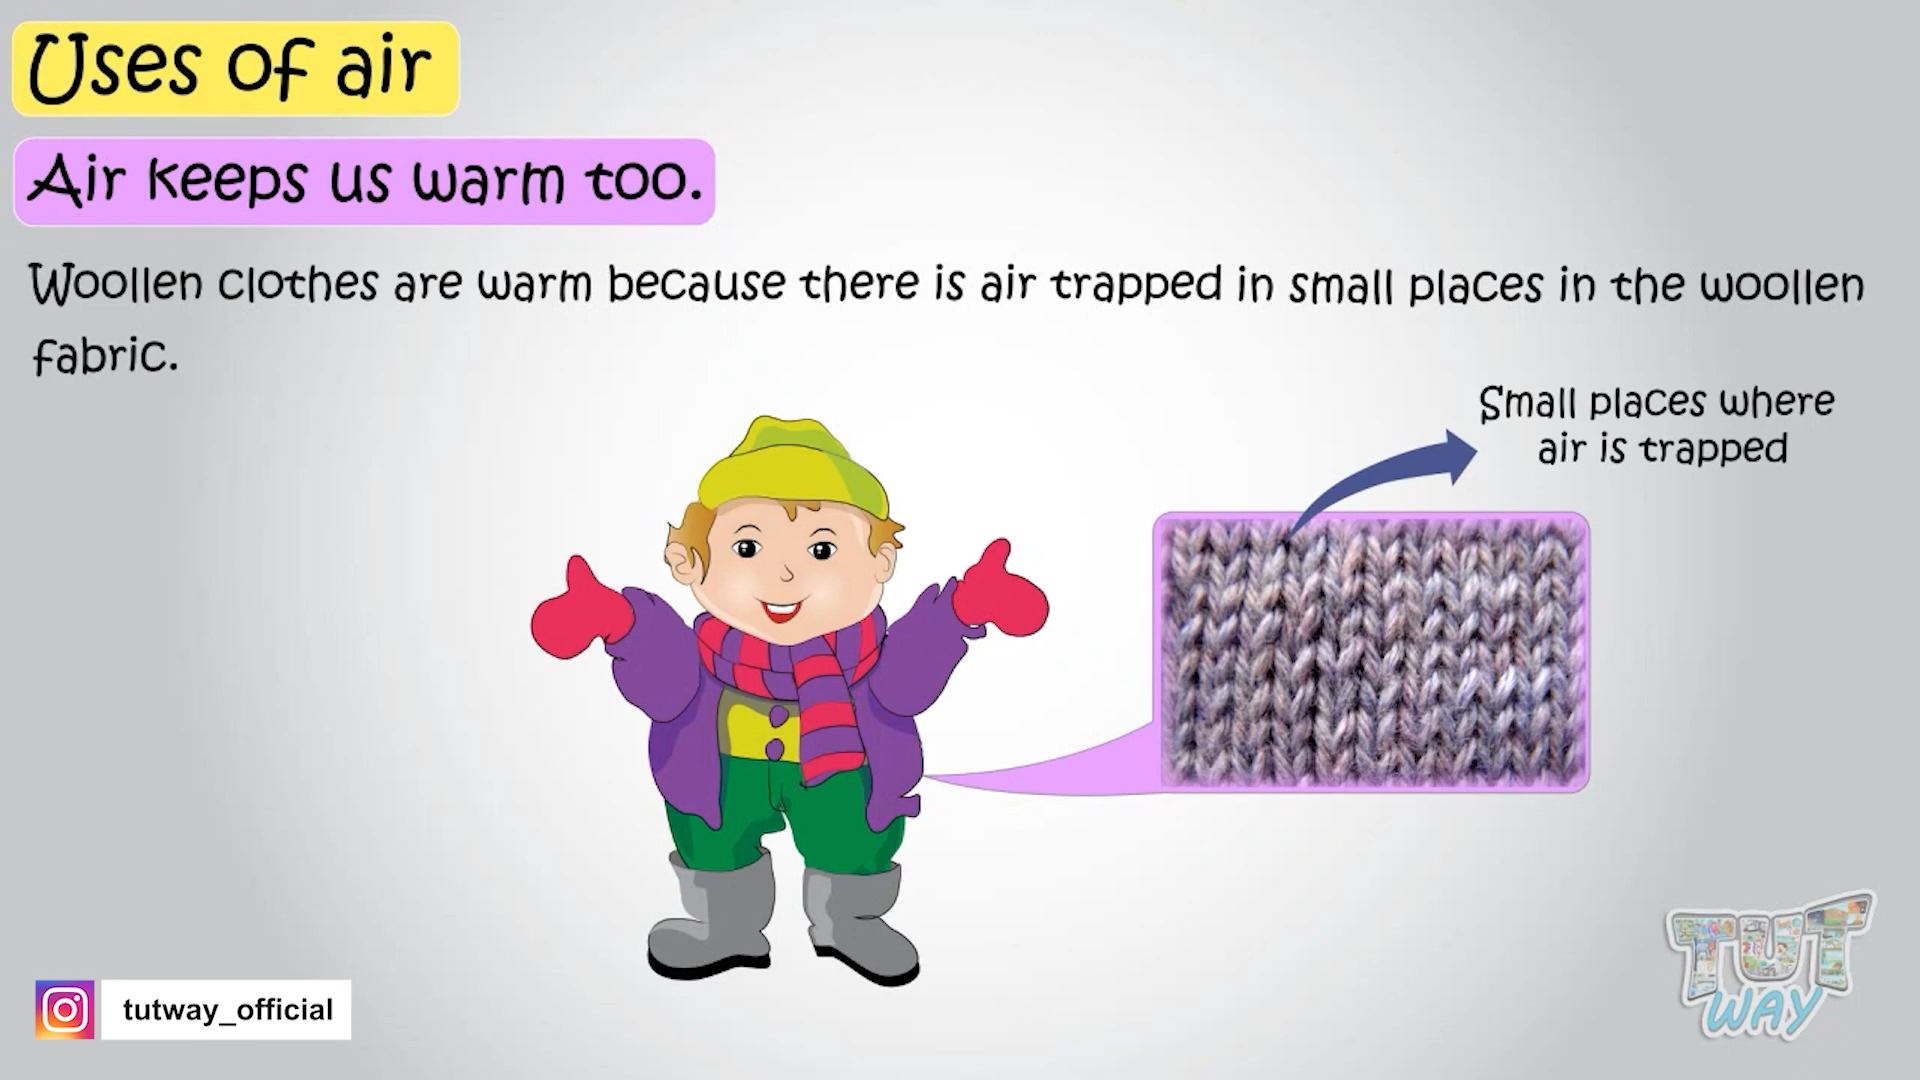 Uses of air
Air keeps us warm too.
Woollen clothes are warm because there is air trapped in small places in the woollen
fabric.
Small places where
air is trapped
TUT
WAY
tutway_official